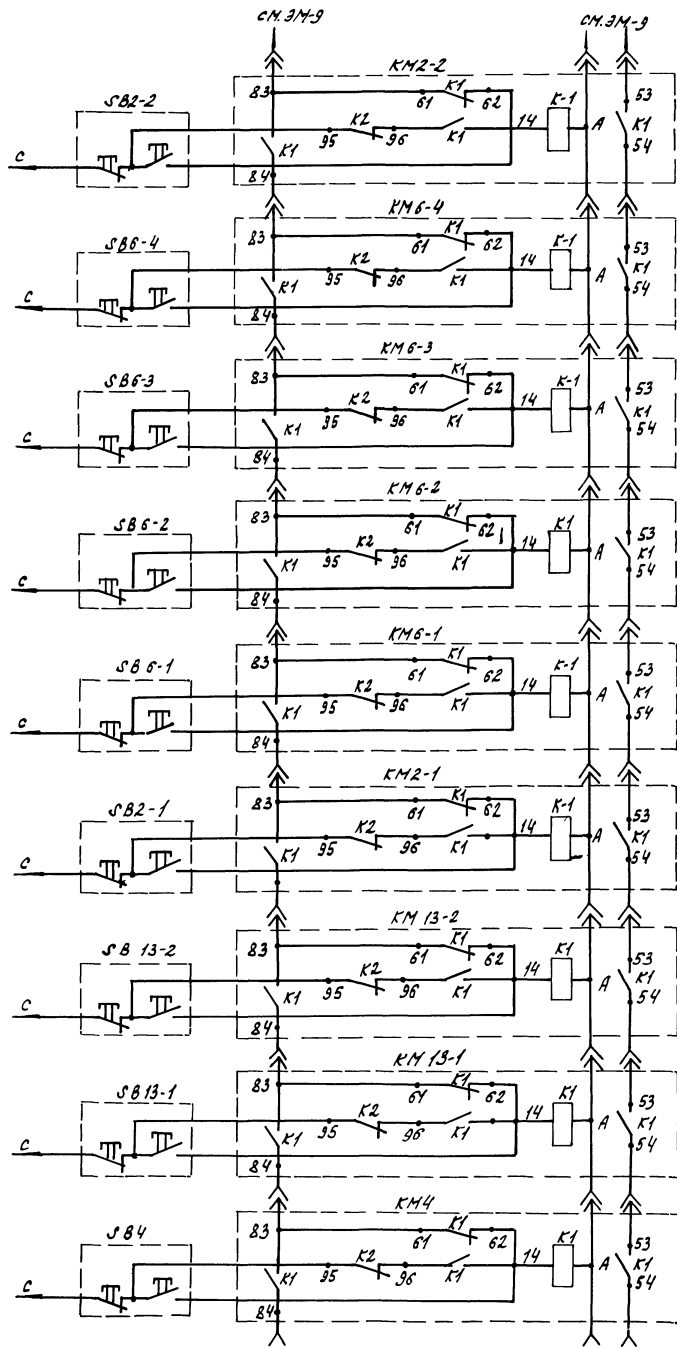 СМ. ЭМ-9 СМ. ЭМ-9
КМ2-2
SB2-2 83 61 К1 62 53
К2 К1 14 К-1 А К1
С 95 96 К1 54
84
КМ6-4
SB6-4 83 61 К1 62 53
К2 К1 14 К-1 А К1
С 95 96 К1 54
84
КМ6-3
SB6-3 83 61 К1 62 53
К2 К1 14 К-1 А К1
С 95 96 К1 54
84
КМ6-2
SB6-2 83 61 К1 62 53
К2 К1 14 К1 А К1
С 95 96 К1 54
84
КМ6-1
SB6-1 83 61 К1 62 53
К2 К1 14 К-1 А К1
С 95 96 К1 54
84
КМ2-1
SB2-1 83 61 К1 62 53
К2 К1 14 К-1 А К1
С 95 96 К1 54
КМ13-2
SB13-2 83 61 К1 62 53
К2 К1 14 К1 А К1
С 95 96 К1 54
84
КМ13-1
SB13-1 83 61 К1 62 53
К2 К1 14 К1 А К1
С 95 96 К1 54
84
КМ4
SB4 83 61 К1 62 53
К2 К1 14 К1 А К1
С 95 96 К1 54
84